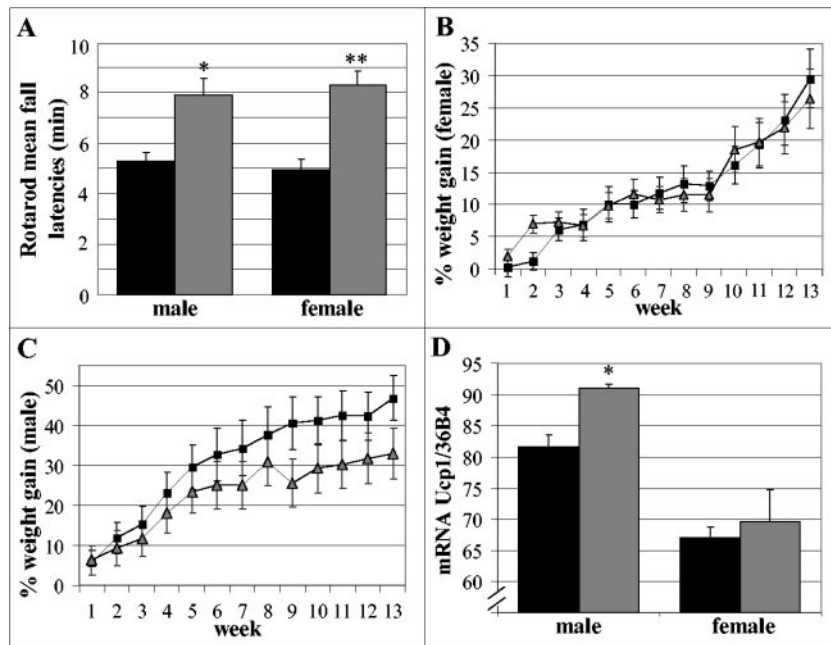 A
Rotarod mean fall
latencies (min)
10
8
6
4
2
0
*
**
male
female
B
% weight gain (female)
35
30
25
20
15
10
5
0
1 2 3 4 5 6 7 8 9 10 11 12 13
week
C
% weight gain (male)
50
40
30
20
10
0
1 2 3 4 5 6 7 8 9 10 11 12 13
week
D
mRNA Ucp1/36B4
95
90
85
80
75
70
65
60
*
male
female